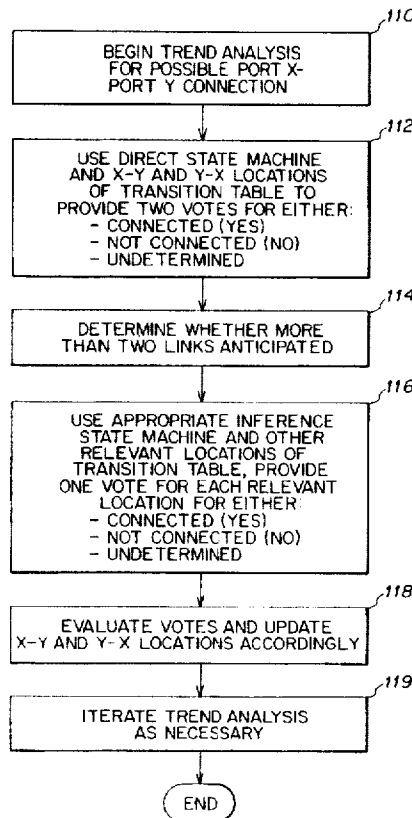 110
BEGIN TREND ANALYSIS
FOR POSSIBLE PORT X-
PORT Y CONNECTION
112
USE DIRECT STATE MACHINE
AND X-Y AND Y-X LOCATIONS
OF TRANSITION TABLE TO
PROVIDE TWO VOTES FOR EITHER:
- CONNECTED (YES)
- NOT CONNECTED (NO)
- UNDETERMINED
114
DETERMINE WHETHER MORE
THAN TWO LINKS ANTICIPATED
116
USE APPROPRIATE INFERENCE
STATE MACHINE AND OTHER
RELEVANT LOCATIONS OF
TRANSITION TABLE, PROVIDE
ONE VOTE FOR EACH RELEVANT
LOCATION FOR EITHER:
- CONNECTED (YES)
- NOT CONNECTED (NO)
- UNDETERMINED
118
EVALUATE VOTES AND UPDATE
X-Y AND Y-X LOCATIONS ACCORDINGLY
119
ITERATE TREND ANALYSIS
AS NECESSARY
END